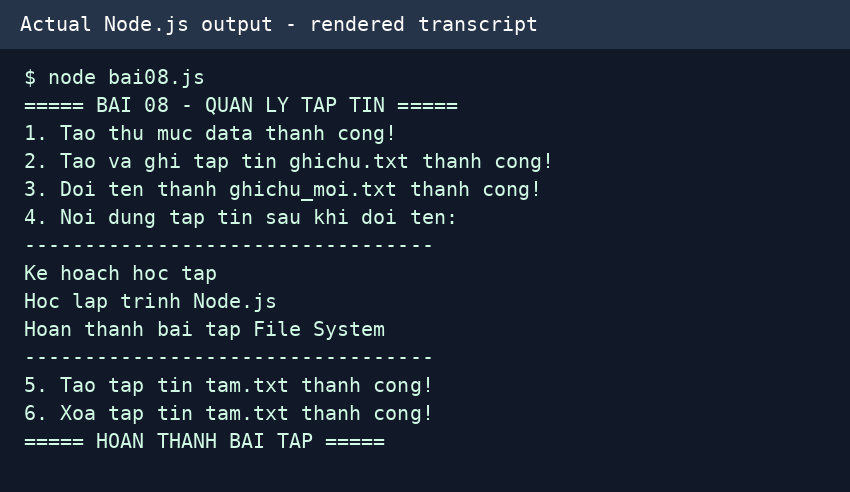 Actual Node.js output - rendered transcript
$ node bai08.js
===== BAI 08 - QUAN LY TAP TIN =====
1. Tao thu muc data thanh cong!
2. Tao va ghi tap tin ghichu.txt thanh cong!
3. Doi ten thanh ghichu_moi.txt thanh cong!
4. Noi dung tap tin sau khi doi ten:
----------------------------------
Ke hoach hoc tap
Hoc lap trinh Node.js
Hoan thanh bai tap File System
----------------------------------
5. Tao tap tin tam.txt thanh cong!
6. Xoa tap tin tam.txt thanh cong!
===== HOAN THANH BAI TAP =====